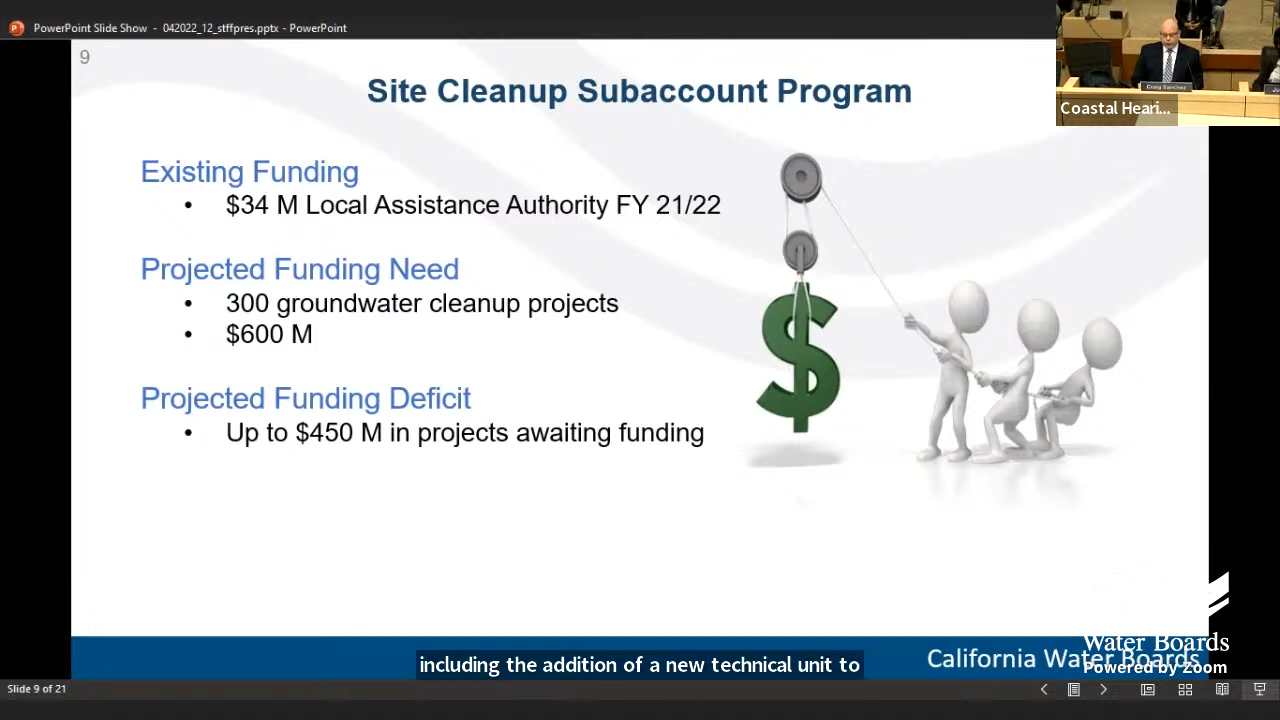 PowerPoint Slide Show - 042022_12_stffpres.pptx - PowerPoint
9
Site Cleanup Subaccount Program
Craig Sanchez
Coastal Heari...
Existing Funding
• $34 M Local Assistance Authority FY 21/22
Projected Funding Need
• 300 groundwater cleanup projects
• $600 M
Projected Funding Deficit
• Up to $450 M in projects awaiting funding
$
Water Boards
California Water Boards
Powered by Zoom
including the addition of a new technical unit to
Slide 9 of 21